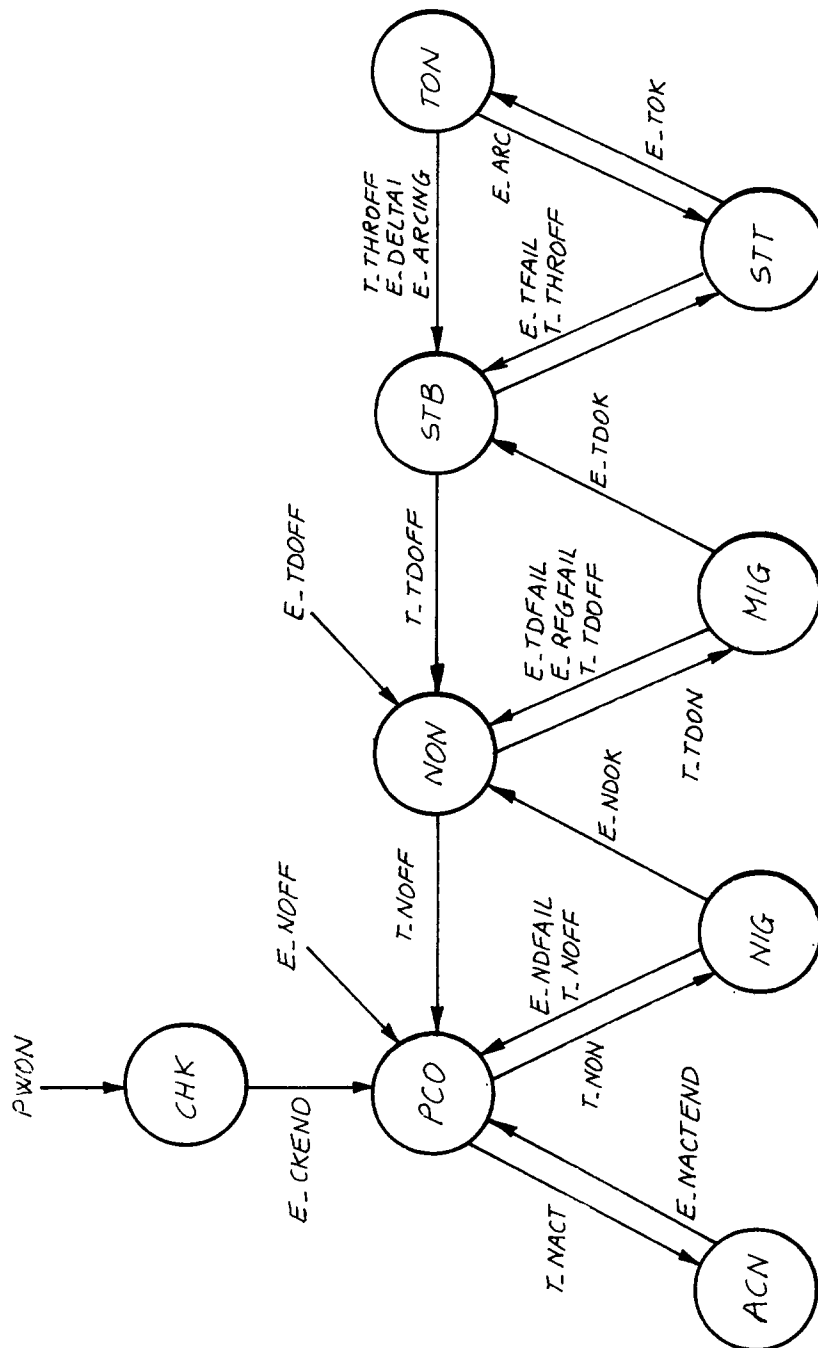 PWON
CHK
E_CKEND
E_NOFF
E_TDOFF
PCO
T_NOFF
NON
T_TDOFF
STB
T_THROFF
E_DELTAI
E_ARCING
TON
T_NACT
E_NACTEND
T_NON
E_NDFAIL
T_NOFF
E_NDOK
T_TDON
E_TDFAIL
E_RFGFAIL
T_TDOFF
E_TDOK
E_TFAIL
T_THROFF
E_ARC
E_TOK
ACN
NIG
MIG
STT